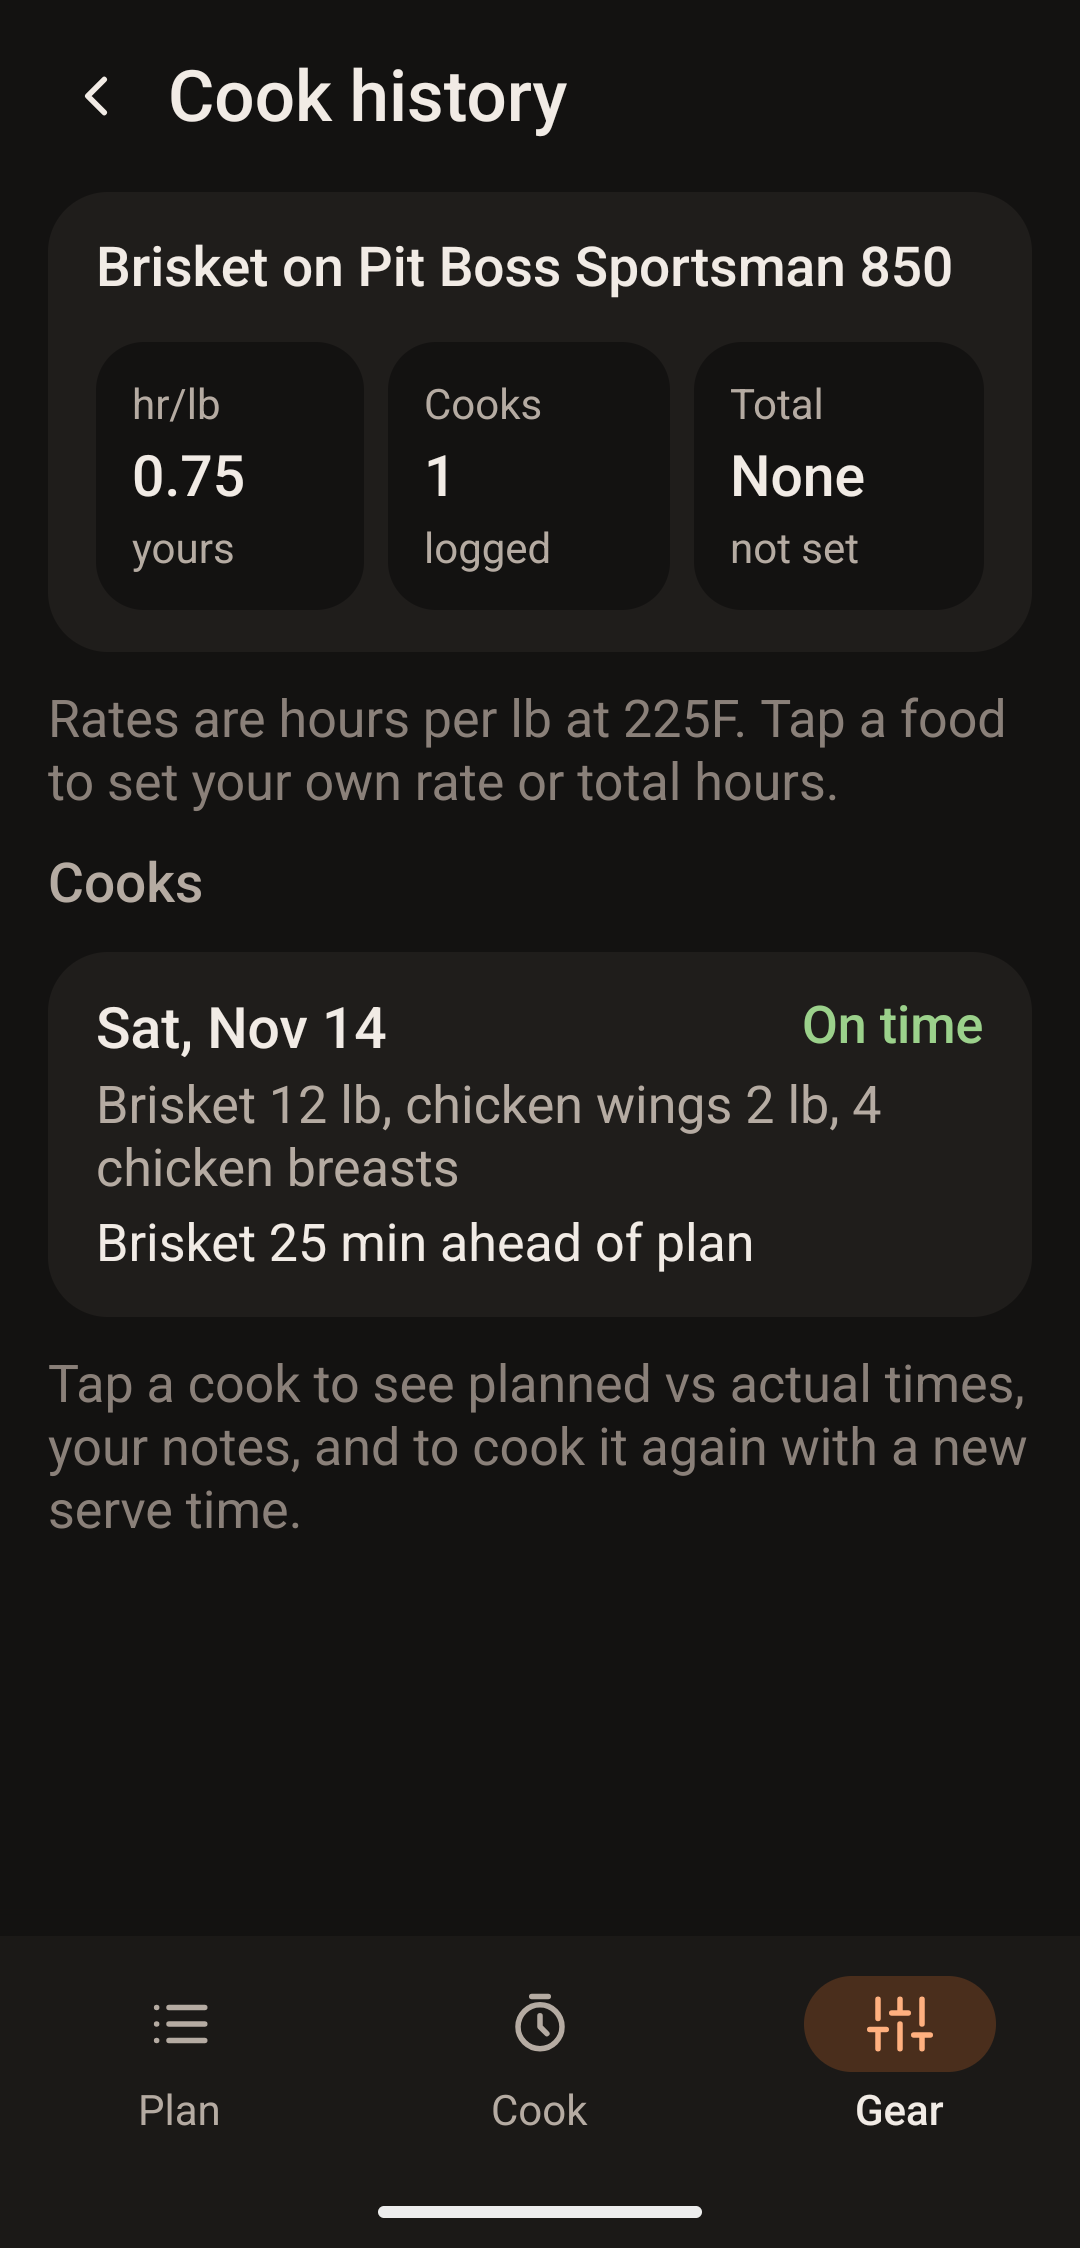 Cook history
Brisket on Pit Boss Sportsman 850
hr/lb
0.75
yours
Cooks
1
logged
Total
None
not set
Rates are hours per lb at 225F. Tap a food
to set your own rate or total hours.
Cooks
Sat, Nov 14
On time
Brisket 12 lb, chicken wings 2 lb, 4
chicken breasts
Brisket 25 min ahead of plan
Tap a cook to see planned vs actual times,
your notes, and to cook it again with a new
serve time.
Plan
Cook
Gear